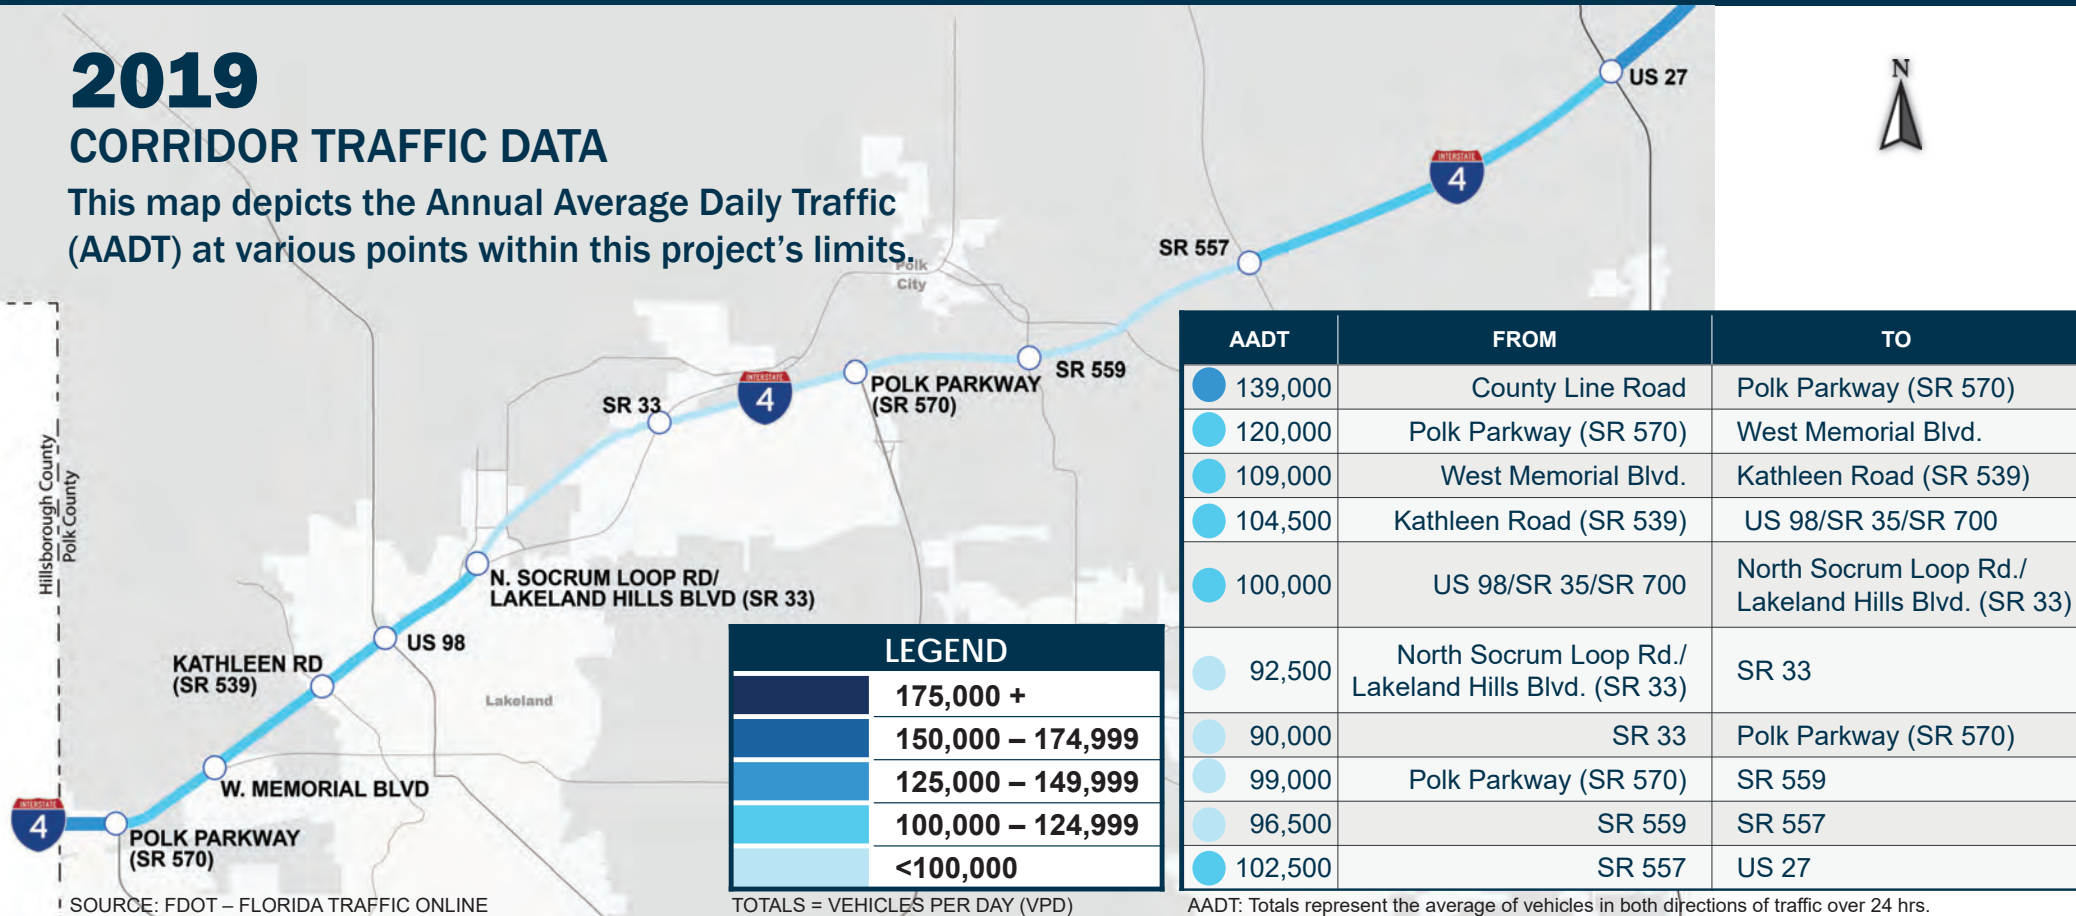 2019
CORRIDOR TRAFFIC DATA
This map depicts the Annual Average Daily Traffic
(AADT) at various points within this project's limits.
N
US 27
INTERSTATE
4
SR 557
Polk
City
SR 559
POLK PARKWAY
(SR 570)
INTERSTATE
4
SR 33
N. SOCRUM LOOP RD/
LAKELAND HILLS BLVD (SR 33)
US 98
KATHLEEN RD
(SR 539)
Lakeland
W. MEMORIAL BLVD
POLK PARKWAY
(SR 570)
INTERSTATE
4
Hillsborough County
Polk County
LEGEND
175,000 +
150,000 – 174,999
125,000 – 149,999
100,000 – 124,999
<100,000
AADT FROM TO
139,000 County Line Road Polk Parkway (SR 570)
120,000 Polk Parkway (SR 570) West Memorial Blvd.
109,000 West Memorial Blvd. Kathleen Road (SR 539)
104,500 Kathleen Road (SR 539) US 98/SR 35/SR 700
100,000 US 98/SR 35/SR 700 North Socrum Loop Rd./
Lakeland Hills Blvd. (SR 33)
92,500 North Socrum Loop Rd./
Lakeland Hills Blvd. (SR 33) SR 33
90,000 SR 33 Polk Parkway (SR 570)
99,000 Polk Parkway (SR 570) SR 559
96,500 SR 559 SR 557
102,500 SR 557 US 27
SOURCE: FDOT – FLORIDA TRAFFIC ONLINE
TOTALS = VEHICLES PER DAY (VPD)
AADT: Totals represent the average of vehicles in both directions of traffic over 24 hrs.